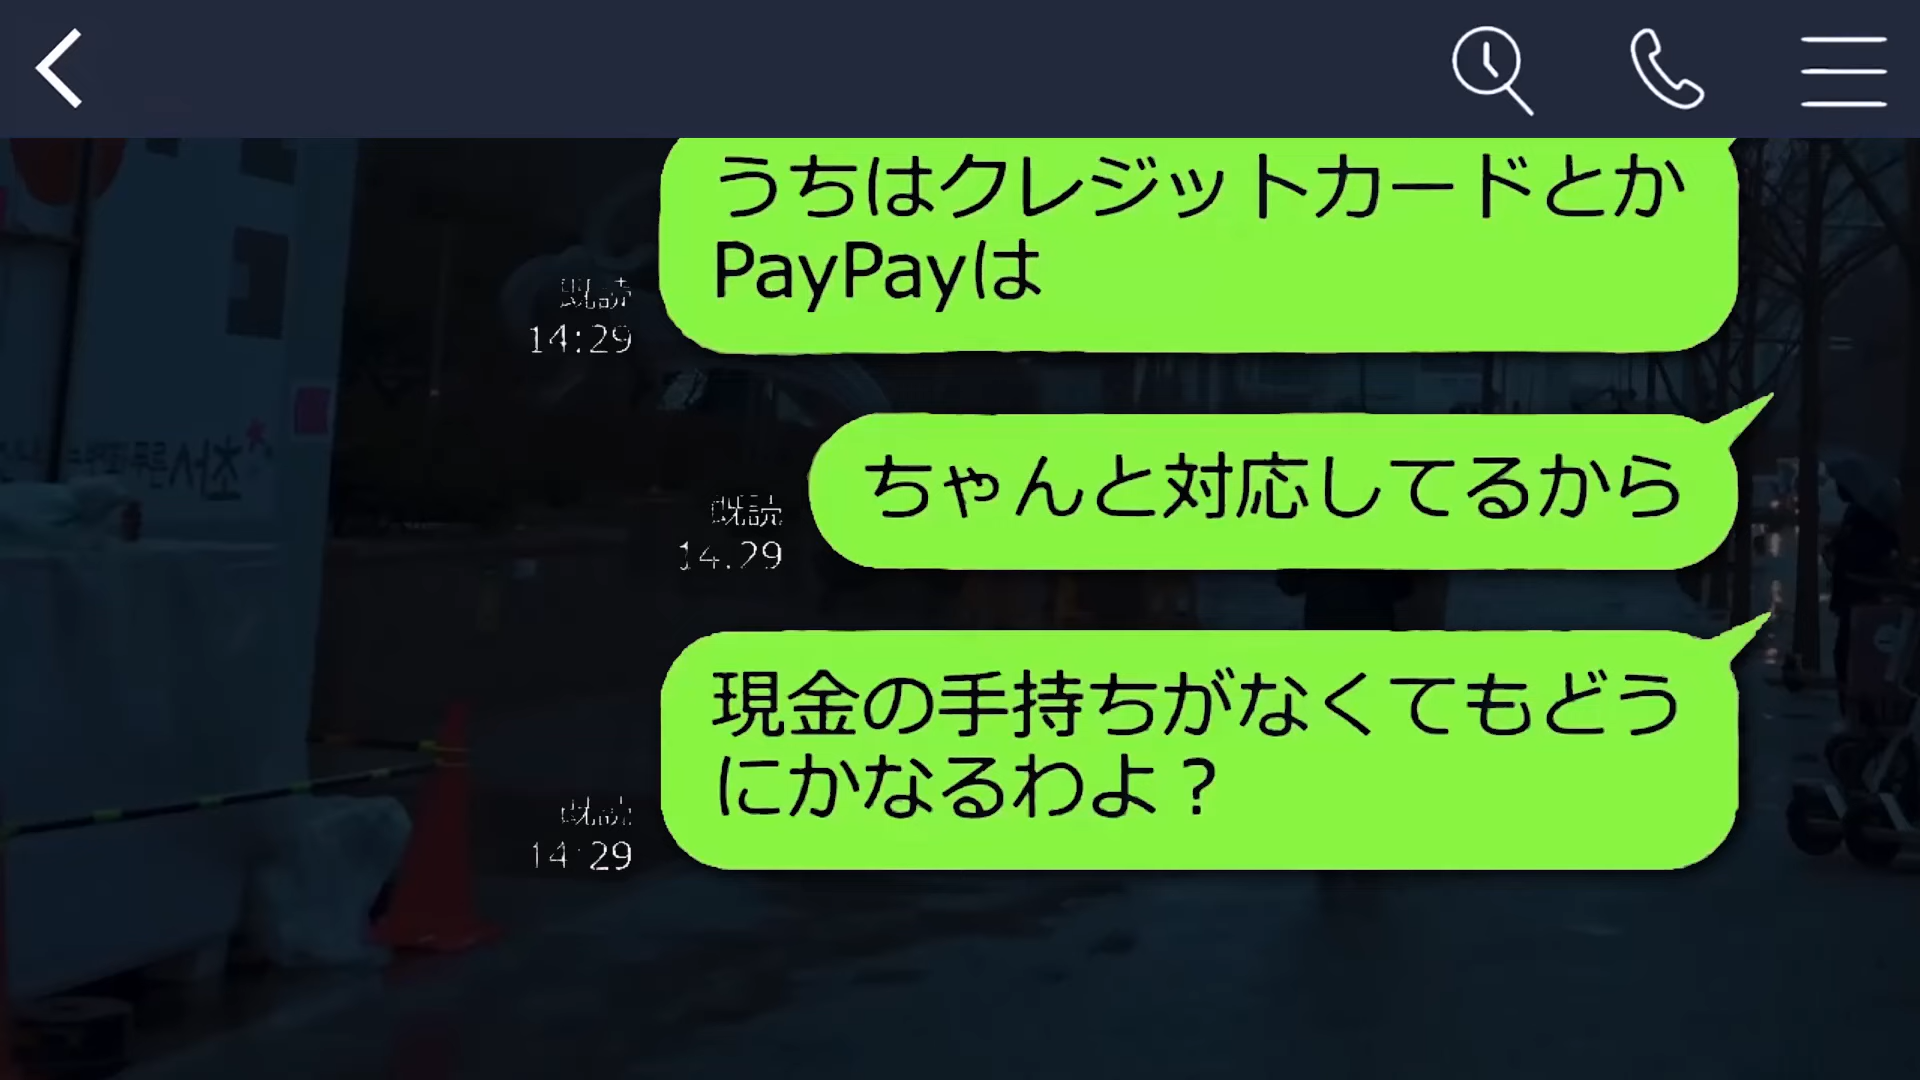 うちはクレジットカードとか
PayPayは
既読
14:29
ちゃんと対応してるから
既読
14:29
現金の手持ちがなくてもどう
にかなるわよ？
既読
14:29